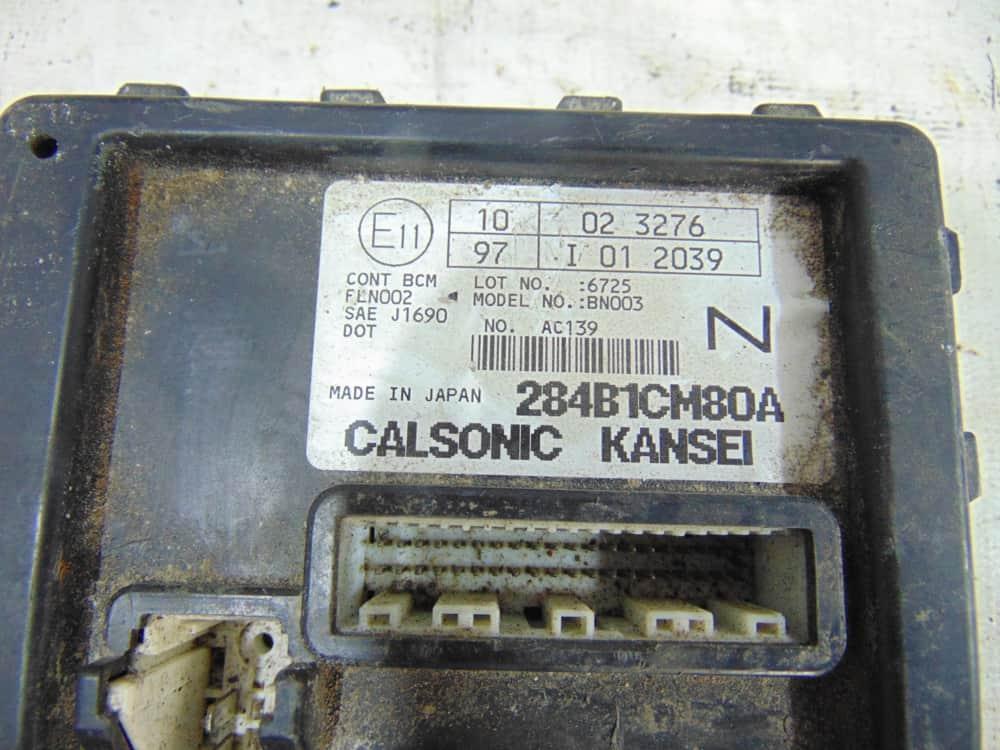 E11
10 02 3276
97 I 01 2039
CONT BCM LOT NO. :6725
FLN002 MODEL NO.:BN003
SAE J1690
DOT NO. AC139
N
MADE IN JAPAN 284B1CM80A
CALSONIC KANSEI